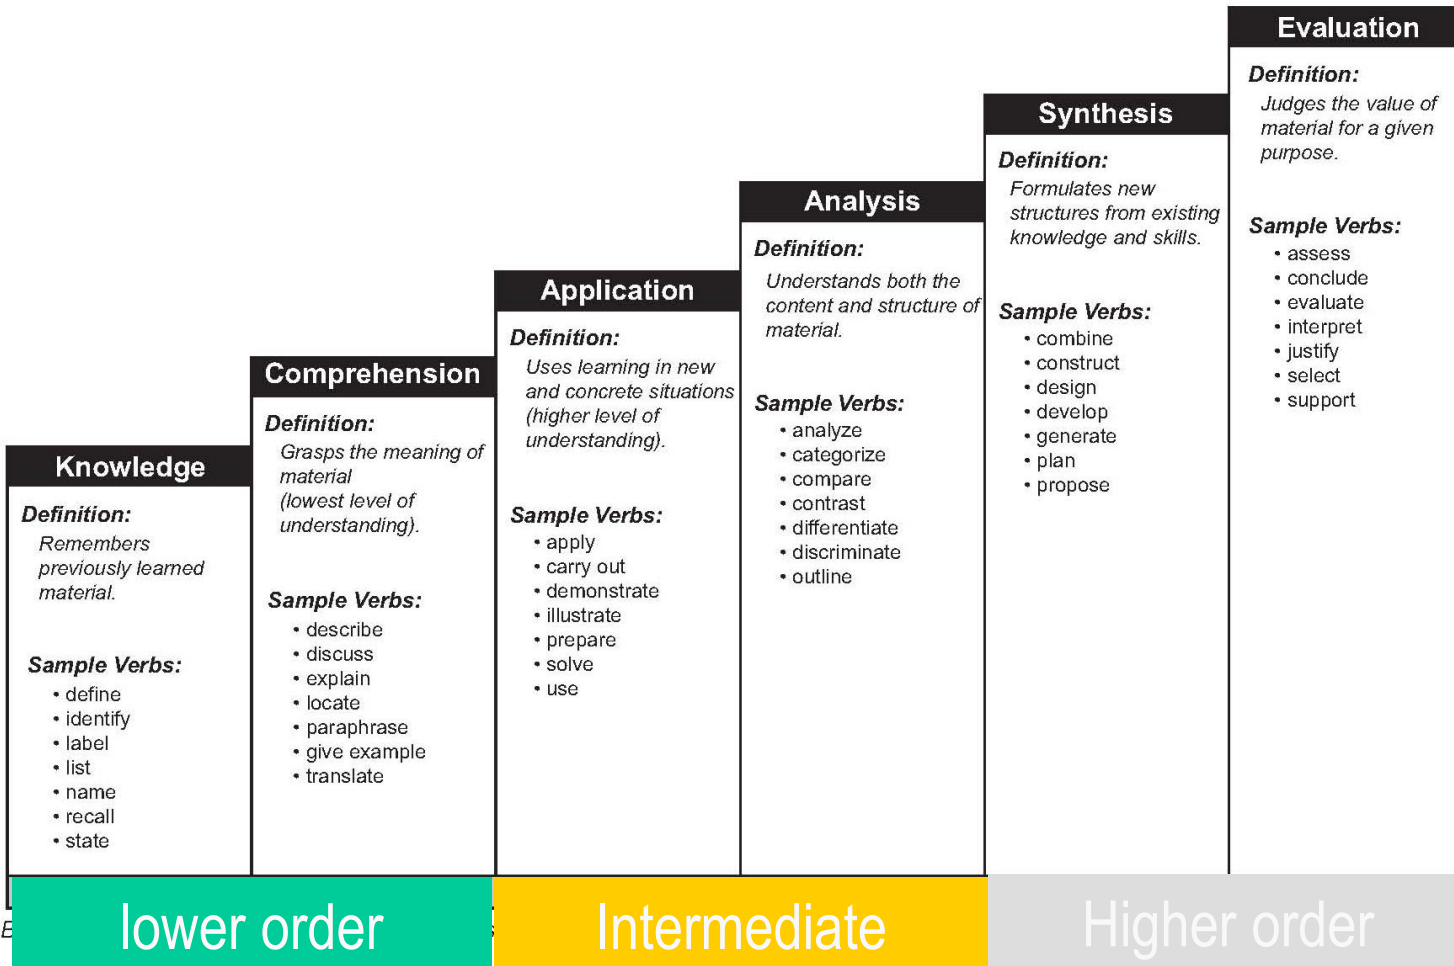 Knowledge
Definition:
Remembers
previously learned
material.
Sample Verbs:
• define
• identify
• label
• list
• name
• recall
• state
Comprehension
Definition:
Grasps the meaning of
material
(lowest level of
understanding).
Sample Verbs:
• describe
• discuss
• explain
• locate
• paraphrase
• give example
• translate
Application
Definition:
Uses learning in new
and concrete situations
(higher level of
understanding).
Sample Verbs:
• apply
• carry out
• demonstrate
• illustrate
• prepare
• solve
• use
Analysis
Definition:
Understands both the
content and structure of
material.
Sample Verbs:
• analyze
• categorize
• compare
• contrast
• differentiate
• discriminate
• outline
Synthesis
Definition:
Formulates new
structures from existing
knowledge and skills.
Sample Verbs:
• combine
• construct
• design
• develop
• generate
• plan
• propose
Evaluation
Definition:
Judges the value of
material for a given
purpose.
Sample Verbs:
• assess
• conclude
• evaluate
• interpret
• justify
• select
• support
lower order
Intermediate
Higher order